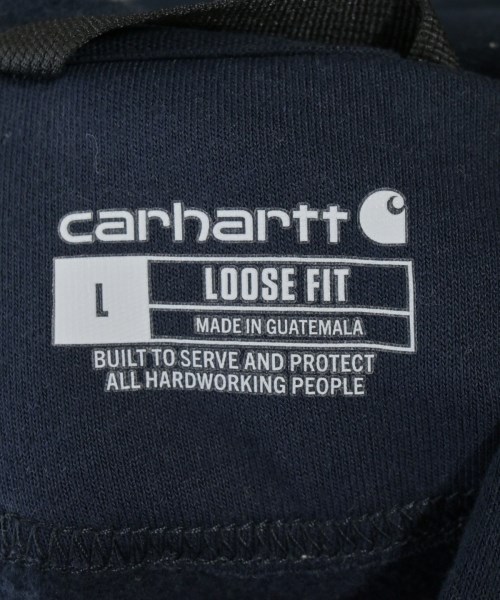 carhartt
L
LOOSE FIT
MADE IN GUATEMALA
BUILT TO SERVE AND PROTECT
ALL HARDWORKING PEOPLE